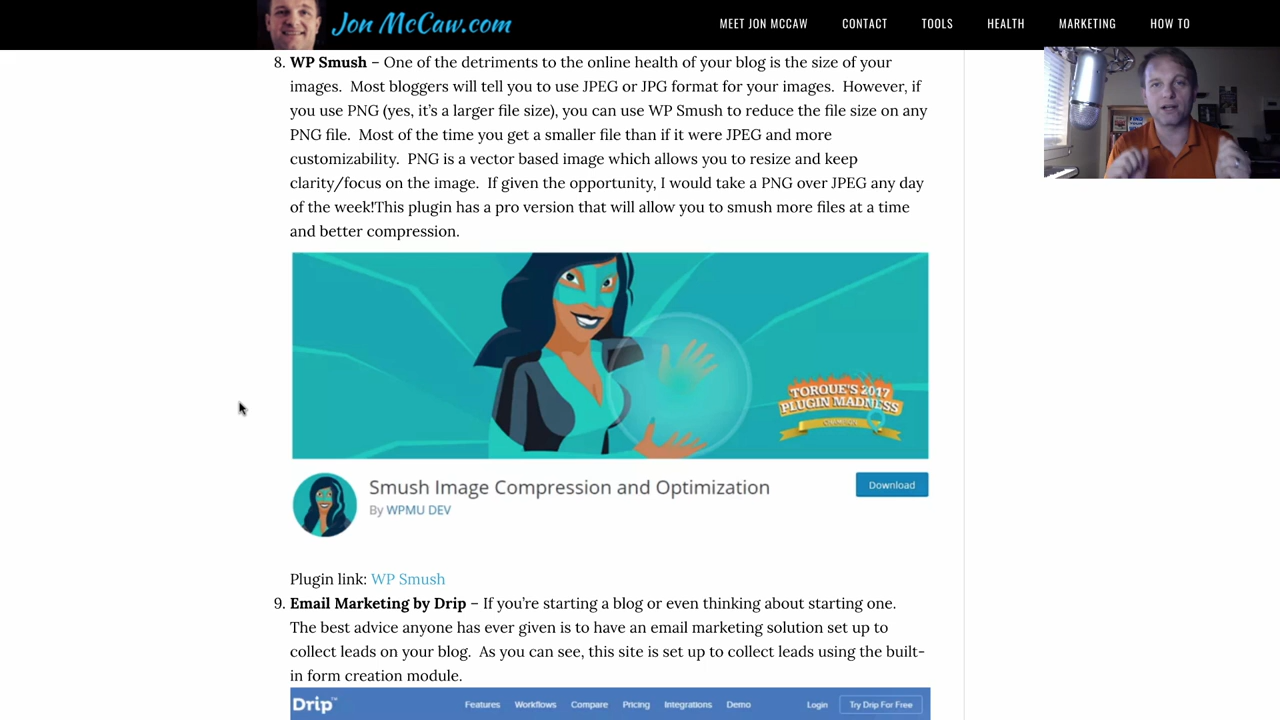 Jon McCaw.com
MEET JON MCCAW CONTACT TOOLS HEALTH MARKETING HOW TO
8. WP Smush – One of the detriments to the online health of your blog is the size of your
images. Most bloggers will tell you to use JPEG or JPG format for your images. However, if
you use PNG (yes, it's a larger file size), you can use WP Smush to reduce the file size on any
PNG file. Most of the time you get a smaller file than if it were JPEG and more
customizability. PNG is a vector based image which allows you to resize and keep
clarity/focus on the image. If given the opportunity, I would take a PNG over JPEG any day
of the week!This plugin has a pro version that will allow you to smush more files at a time
and better compression.
TORQUE'S 2017
PLUGIN MADNESS
Smush Image Compression and Optimization
Download
By WPMU DEV
Plugin link: WP Smush
9. Email Marketing by Drip – If you're starting a blog or even thinking about starting one.
The best advice anyone has ever given is to have an email marketing solution set up to
collect leads on your blog. As you can see, this site is set up to collect leads using the built-
in form creation module.
Drip™ Features Workflows Compare Pricing Integrations Demo Login Try Drip For Free